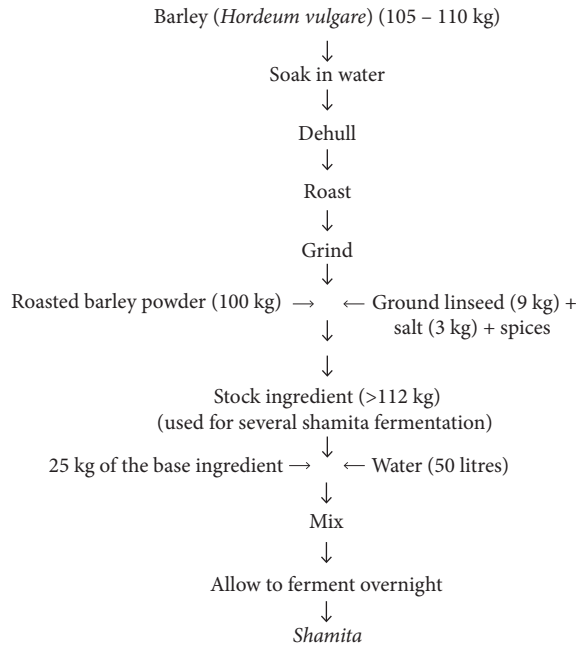 Barley (Hordeum vulgare) (105 – 110 kg)
Soak in water
Dehull
Roast
Grind
Roasted barley powder (100 kg)
Ground linseed (9 kg) +
salt (3 kg) + spices
Stock ingredient (>112 kg)
(used for several shamita fermentation)
25 kg of the base ingredient
Water (50 litres)
Mix
Allow to ferment overnight
Shamita